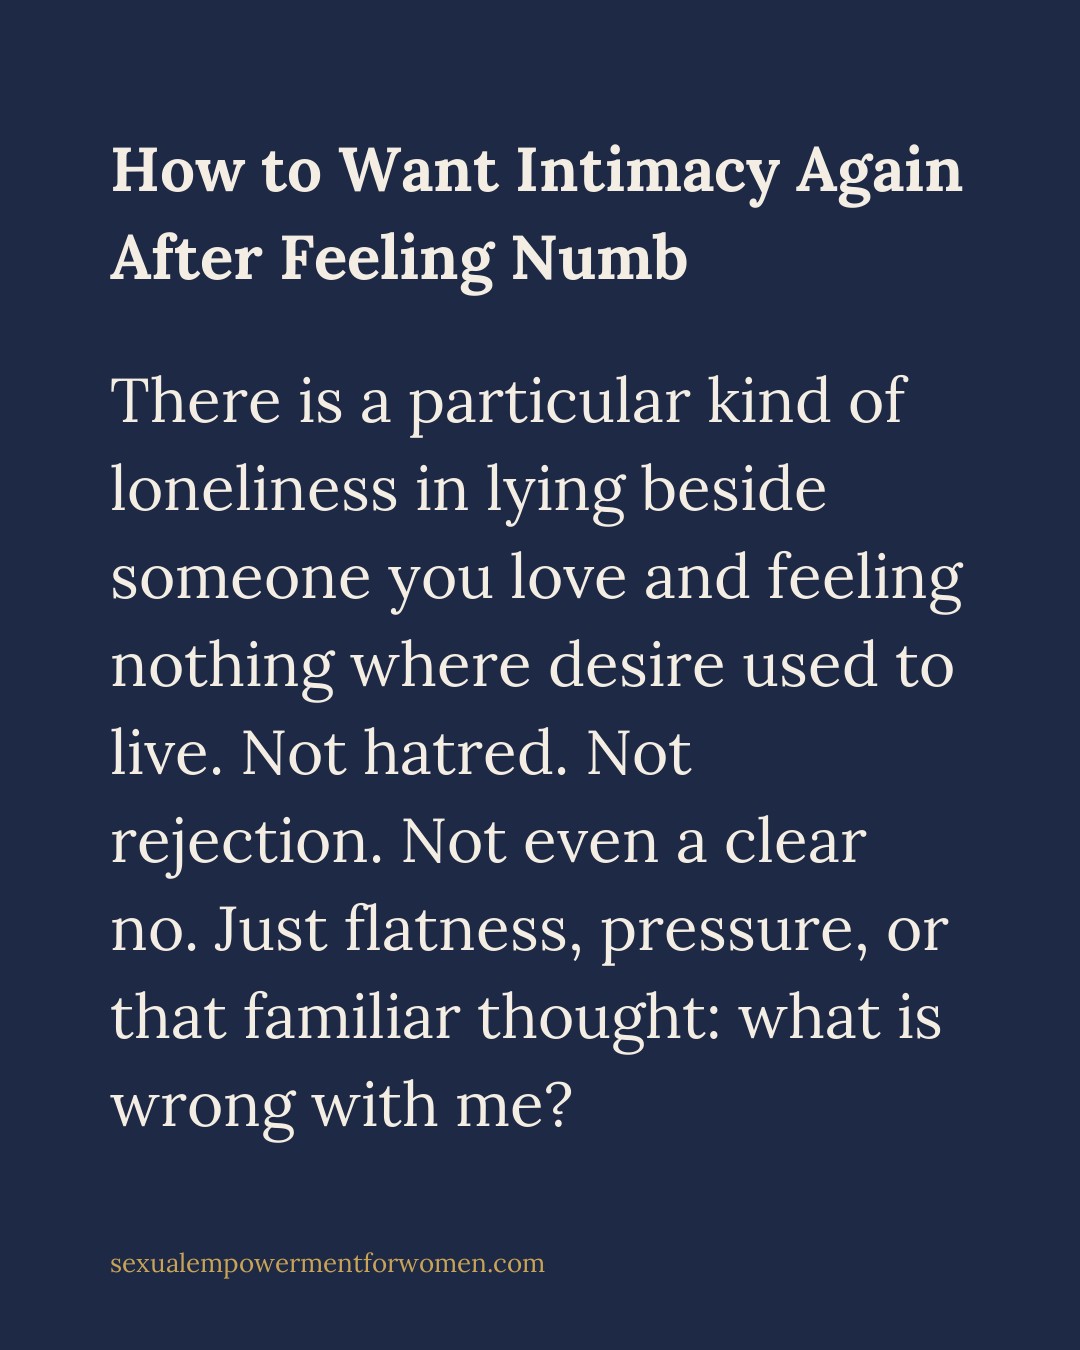 How to Want Intimacy Again
After Feeling Numb
There is a particular kind of
loneliness in lying beside
someone you love and feeling
nothing where desire used to
live. Not hatred. Not
rejection. Not even a clear
no. Just flatness, pressure, or
that familiar thought: what is
wrong with me?
sexualempowermentforwomen.com